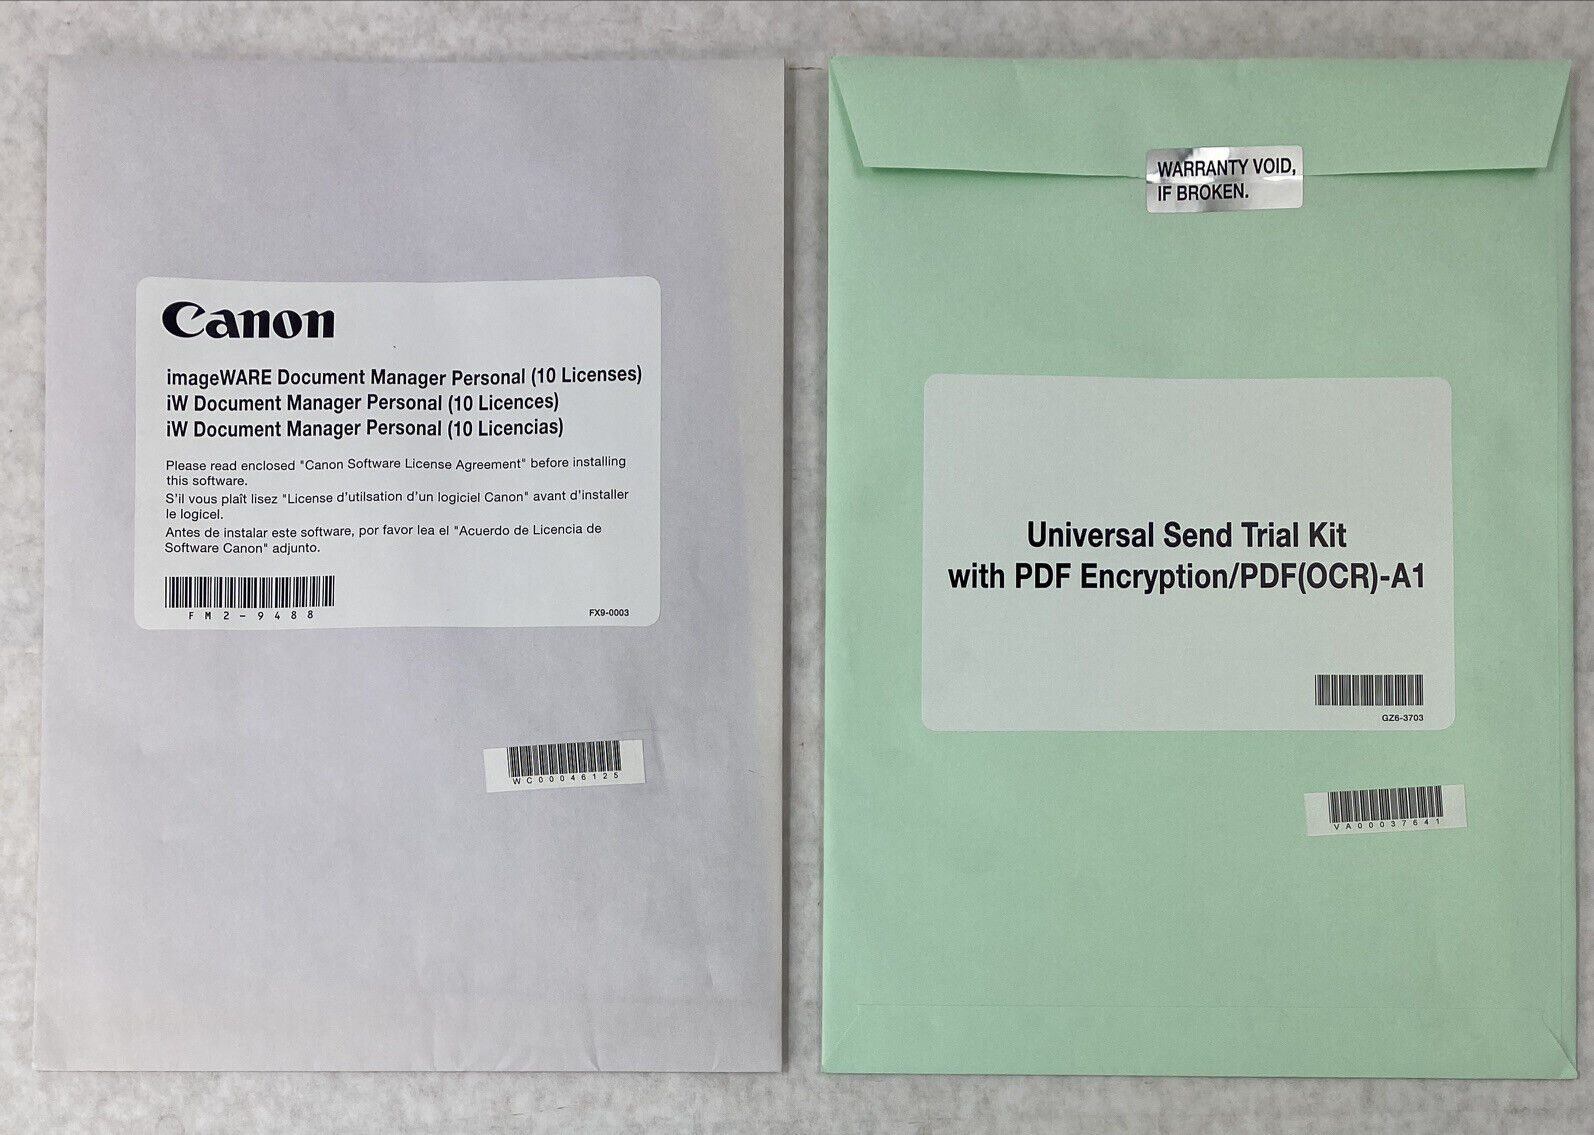 Canon
imageWARE Document Manager Personal (10 Licenses)
iW Document Manager Personal (10 Licences)
iW Document Manager Personal (10 Licencias)
Please read enclosed "Canon Software License Agreement" before installing
this software.
S'il vous plaît lisez "License d'utilsation d'un logiciel Canon" avant d'installer
le logicel.
Antes de instalar este software, por favor lea el "Acuerdo de Licencia de
Software Canon" adjunto.
FM2-9488
FX9-0003
WC00046125
WARRANTY VOID,
IF BROKEN.
Universal Send Trial Kit
with PDF Encryption/PDF(OCR)-A1
GZ6-3703
VA00037641